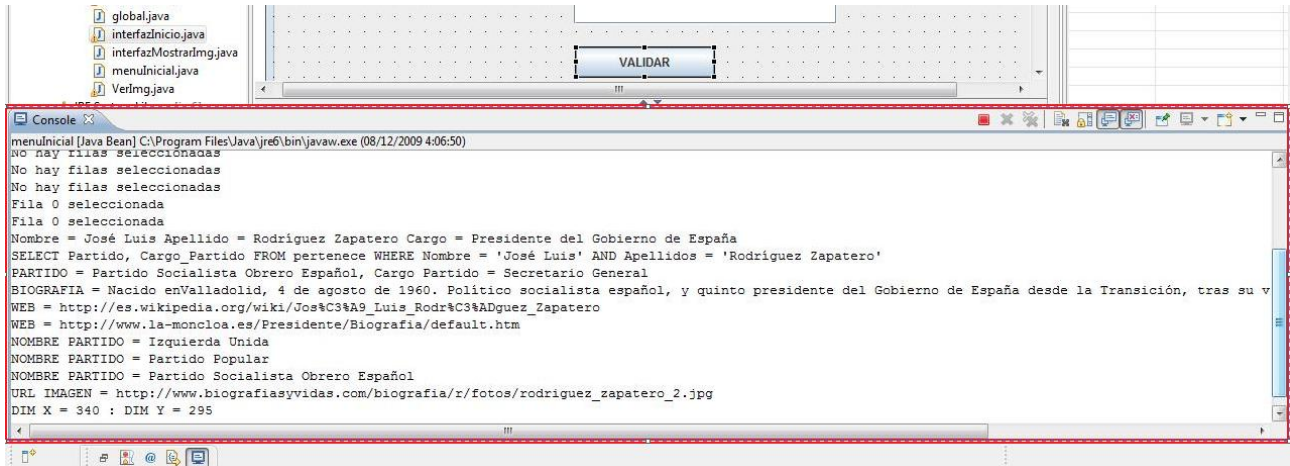 global.java
interfazInicio.java
interfazMostrarImg.java
menuInicial.java
VerImg.java
VALIDAR
Console
menuInicial [Java Bean] C:\Program Files\Java\jre6\bin\javaw.exe (08/12/2009 4:06:50)
No hay filas seleccionadas
No hay filas seleccionadas
No hay filas seleccionadas
Fila 0 seleccionada
Fila 0 seleccionada
Nombre = José Luis Apellido = Rodríguez Zapatero Cargo = Presidente del Gobierno de España
SELECT Partido, Cargo_Partido FROM pertenece WHERE Nombre = 'José Luis' AND Apellidos = 'Rodríguez Zapatero'
PARTIDO = Partido Socialista Obrero Español, Cargo Partido = Secretario General
BIOGRAFIA = Nacido enValladolid, 4 de agosto de 1960. Político socialista español, y quinto presidente del Gobierno de España desde la Transición, tras su v
WEB = http://es.wikipedia.org/wiki/Jos%C3%A9_Luis_Rodr%C3%ADguez_Zapatero
WEB = http://www.la-moncloa.es/Presidente/Biografia/default.htm
NOMBRE PARTIDO = Izquierda Unida
NOMBRE PARTIDO = Partido Popular
NOMBRE PARTIDO = Partido Socialista Obrero Español
URL IMAGEN = http://www.biografiasyvidas.com/biografia/r/fotos/rodriguez_zapatero_2.jpg
DIM X = 340 : DIM Y = 295